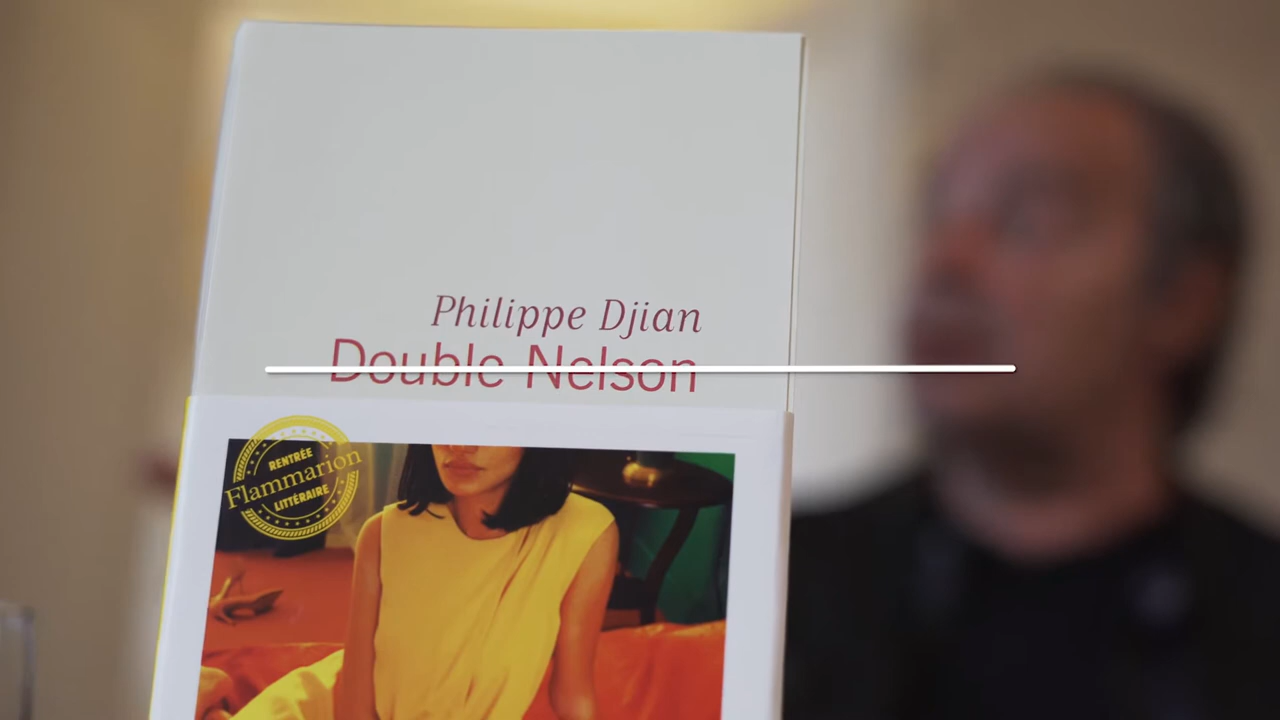 Philippe Djian
Double Nelson
RENTRÉE
Flammarion
LITTÉRAIRE